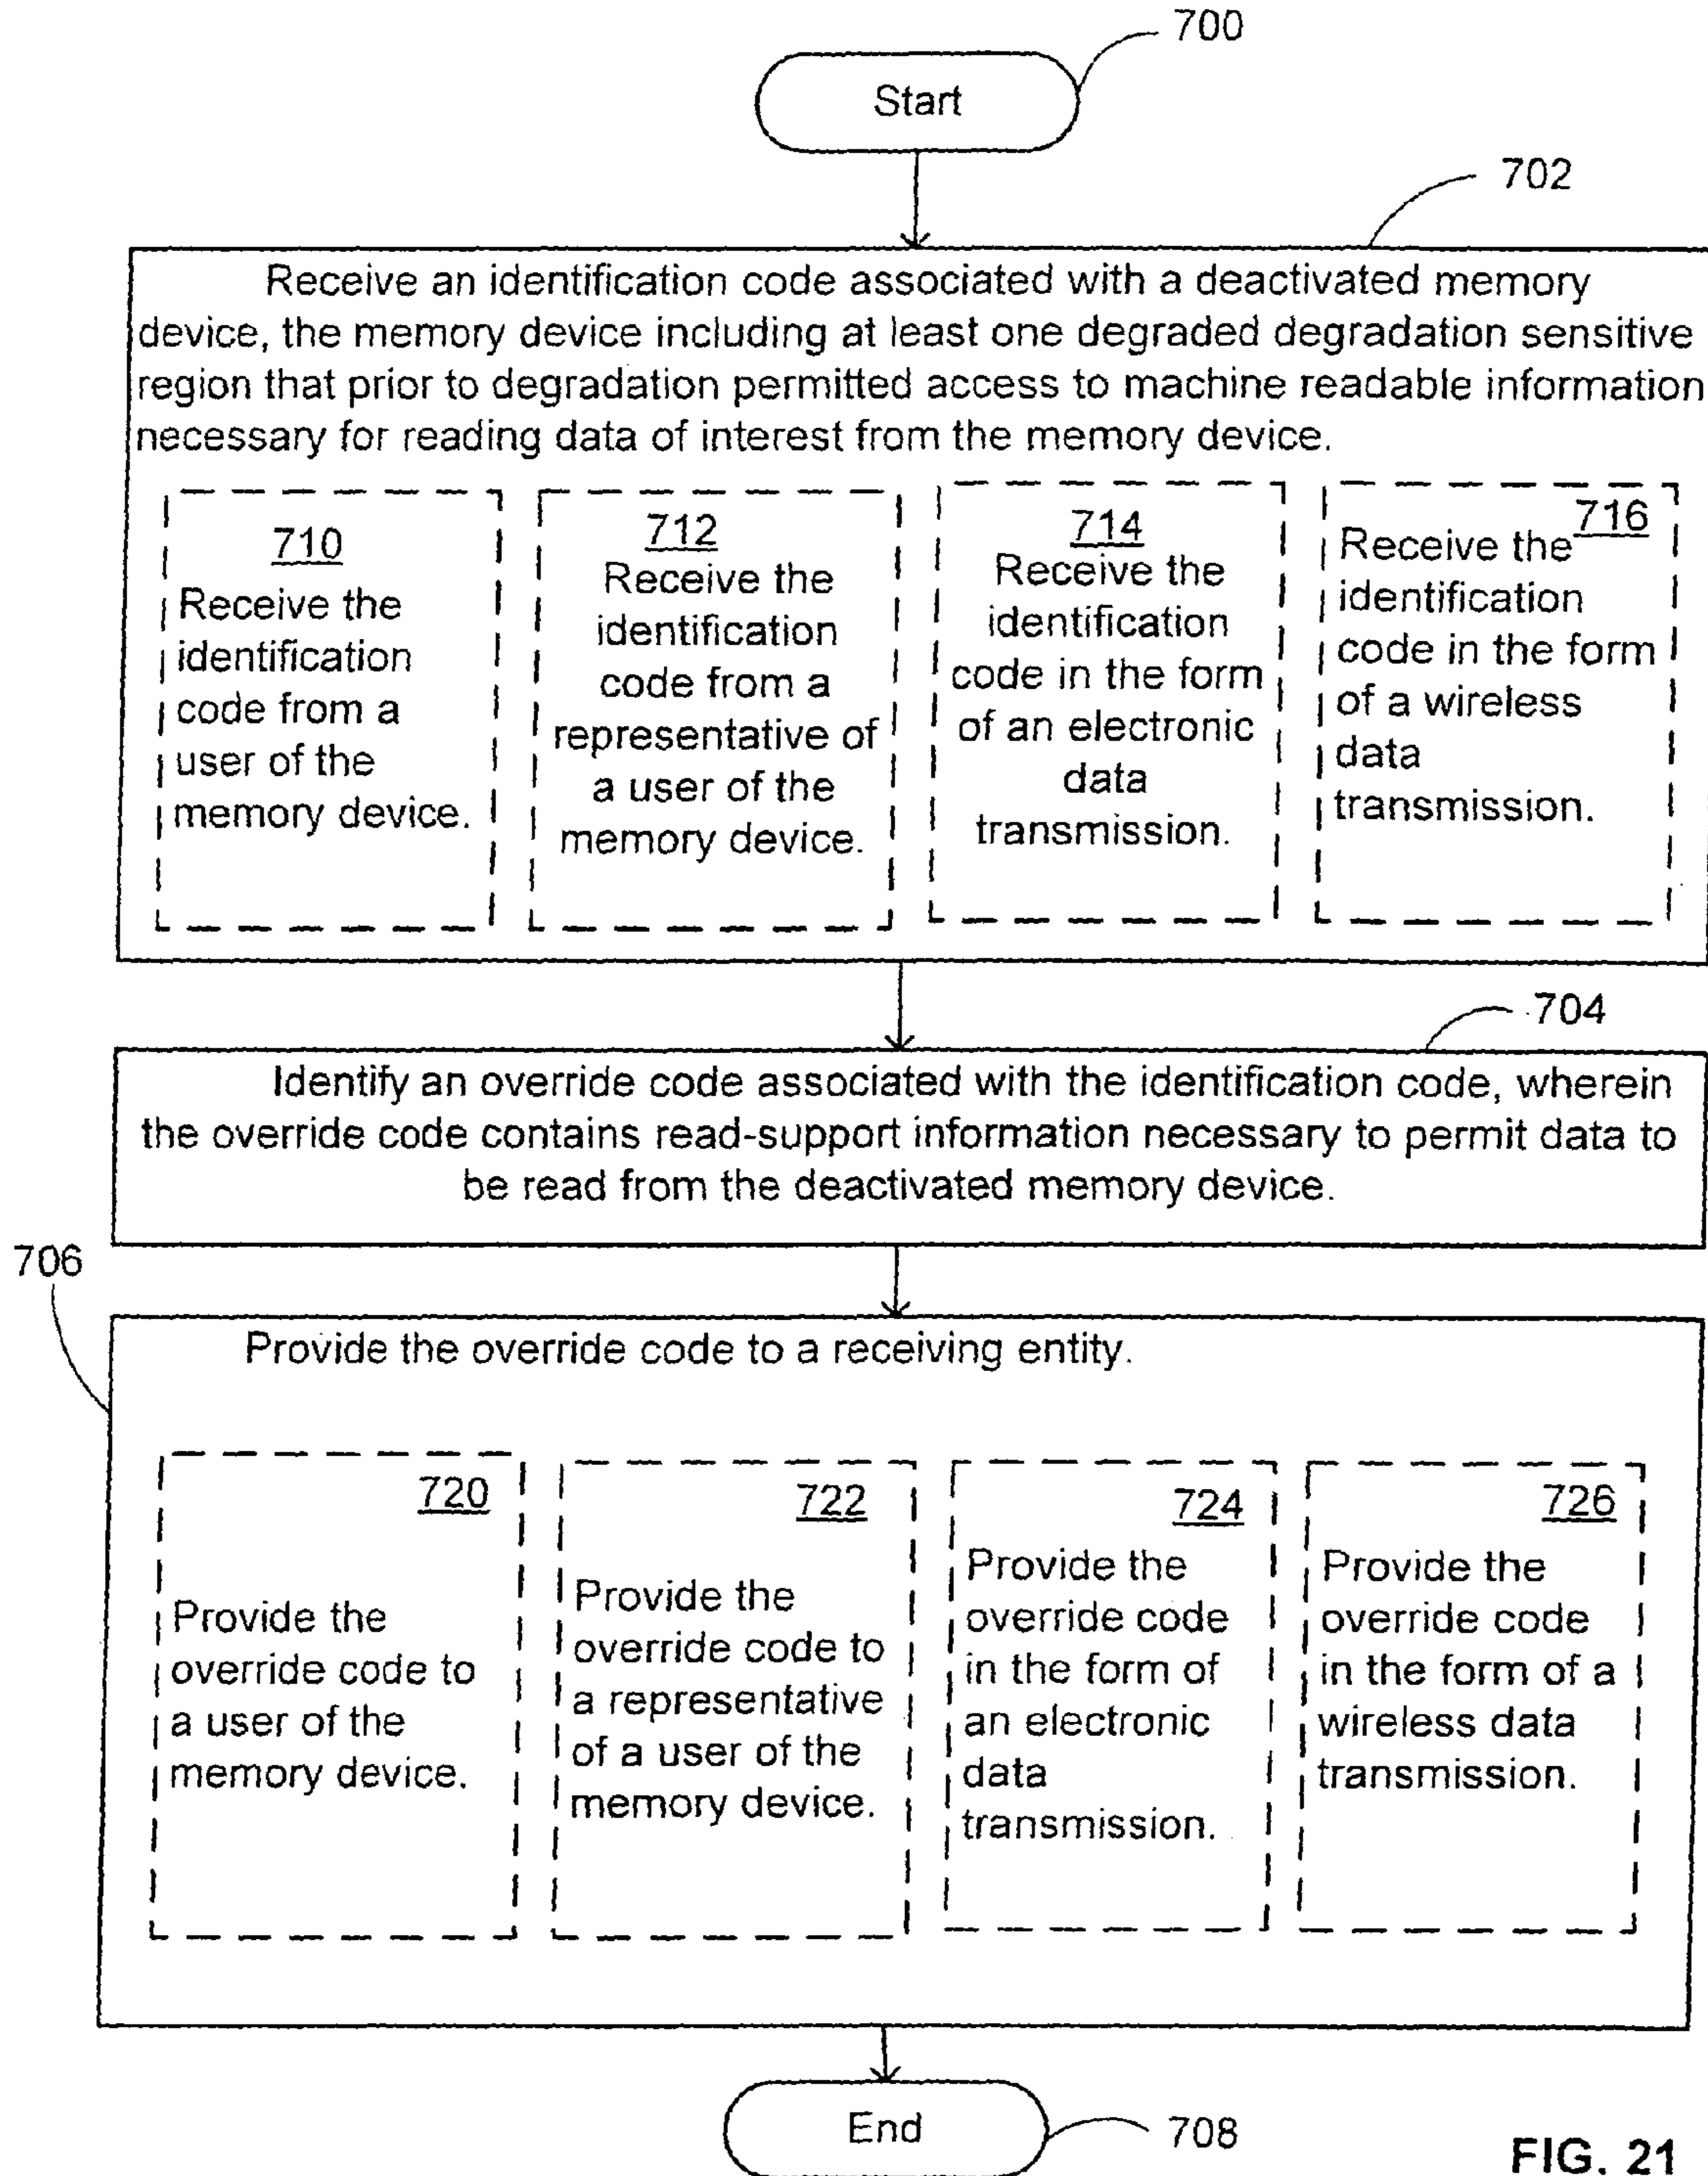 700
Start
702
Receive an identification code associated with a deactivated memory
device, the memory device including at least one degraded degradation sensitive
region that prior to degradation permitted access to machine readable information
necessary for reading data of interest from the memory device.
710
Receive the
identification
code from a
user of the
memory device.
712
Receive the
identification
code from a
representative of
a user of the
memory device.
714
Receive the
identification
code in the form
of an electronic
data
transmission.
716
Receive the
identification
code in the form
of a wireless
data
transmission.
704
Identify an override code associated with the identification code, wherein
the override code contains read-support information necessary to permit data to
be read from the deactivated memory device.
706
Provide the override code to a receiving entity.
720
Provide the
override code to
a user of the
memory device.
722
Provide the
override code to
a representative
of a user of the
memory device.
724
Provide the
override code
in the form of
an electronic
data
transmission.
726
Provide the
override code
in the form of a
wireless data
transmission.
End
708
FIG. 21